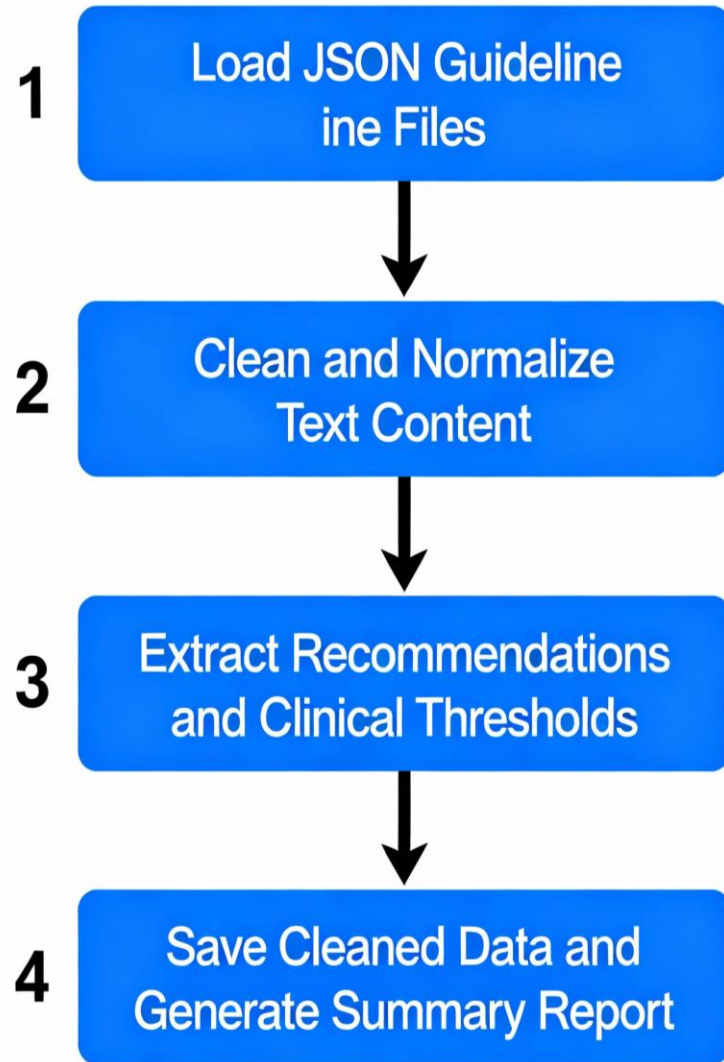 1
Load JSON Guideline
ine Files
2
Clean and Normalize
Text Content
3
Extract Recommendations
and Clinical Thresholds
4
Save Cleaned Data and
Generate Summary Report